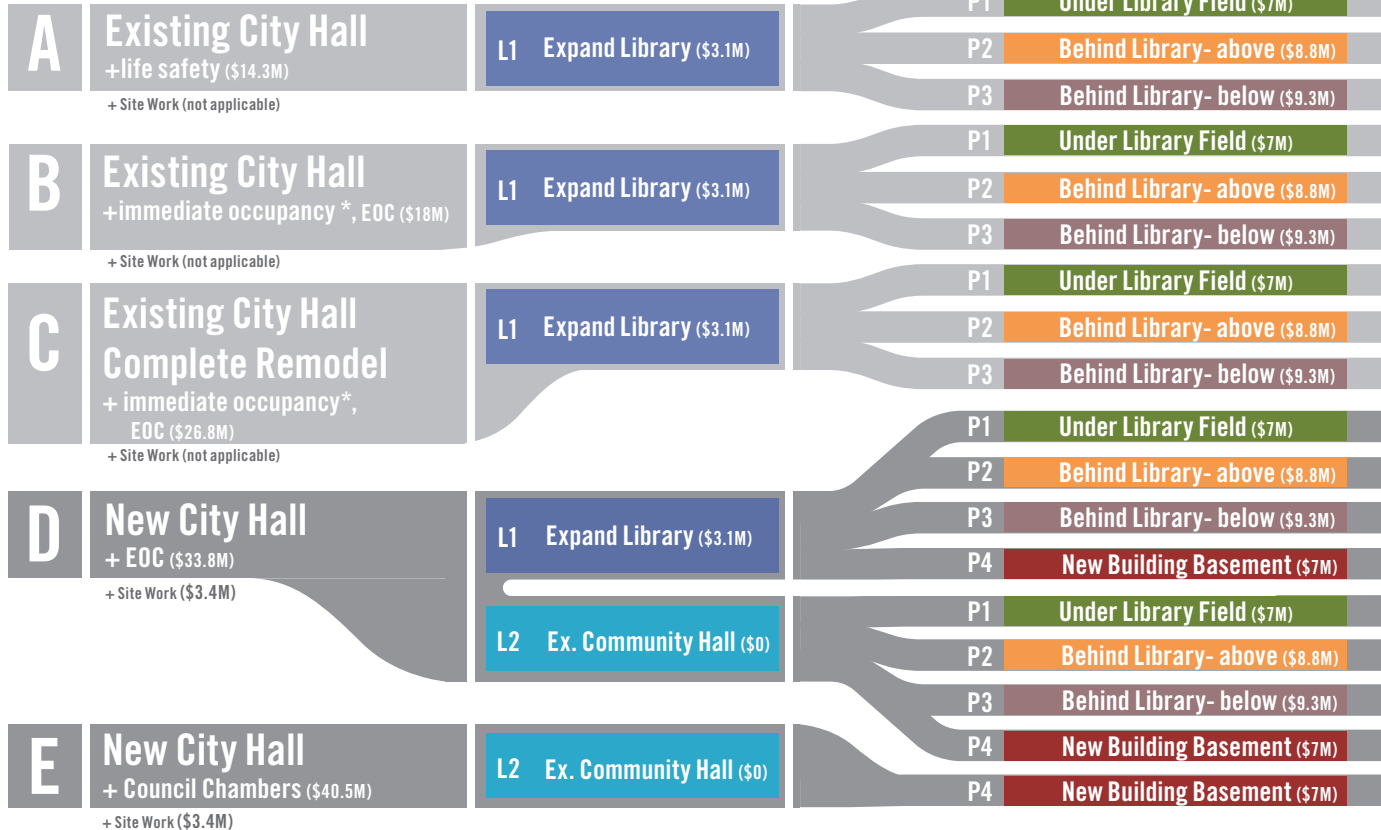 A
Existing City Hall
+life safety ($14.3M)
+ Site Work (not applicable)
L1 Expand Library ($3.1M)
P1 Under Library Field ($7M)
P2 Behind Library- above ($8.8M)
P3 Behind Library- below ($9.3M)
B
Existing City Hall
+immediate occupancy *, EOC ($18M)
+ Site Work (not applicable)
L1 Expand Library ($3.1M)
P1 Under Library Field ($7M)
P2 Behind Library- above ($8.8M)
P3 Behind Library- below ($9.3M)
C
Existing City Hall
Complete Remodel
+ immediate occupancy*,
EOC ($26.8M)
+ Site Work (not applicable)
L1 Expand Library ($3.1M)
P1 Under Library Field ($7M)
P2 Behind Library- above ($8.8M)
P3 Behind Library- below ($9.3M)
D
New City Hall
+ EOC ($33.8M)
+ Site Work ($3.4M)
L1 Expand Library ($3.1M)
P1 Under Library Field ($7M)
P2 Behind Library- above ($8.8M)
P3 Behind Library- below ($9.3M)
P4 New Building Basement ($7M)
L2 Ex. Community Hall ($0)
P1 Under Library Field ($7M)
P2 Behind Library- above ($8.8M)
P3 Behind Library- below ($9.3M)
P4 New Building Basement ($7M)
E
New City Hall
+ Council Chambers ($40.5M)
+ Site Work ($3.4M)
L2 Ex. Community Hall ($0)
P4 New Building Basement ($7M)